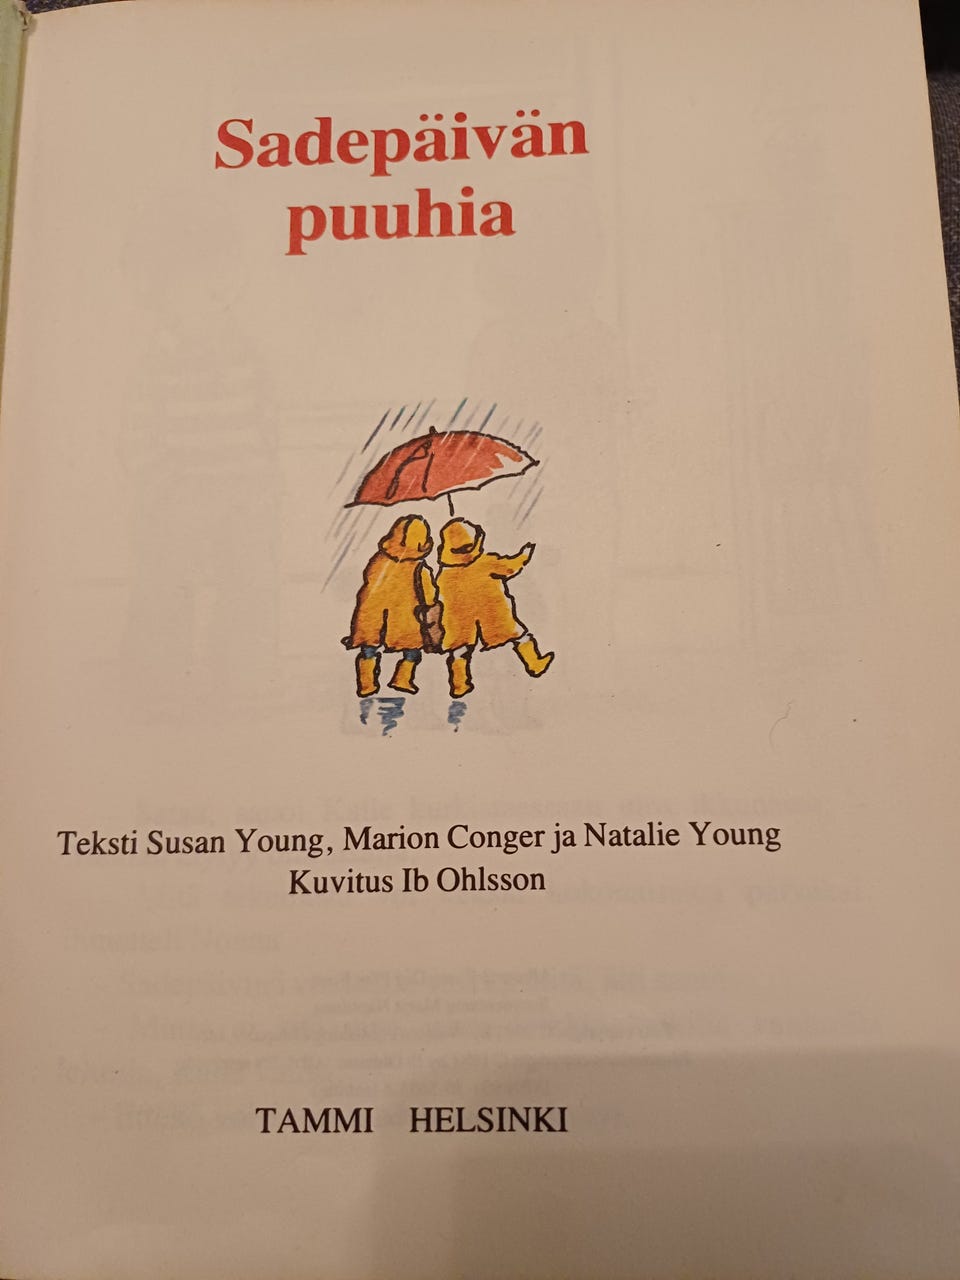 Sadepäivän
puuhia
Teksti Susan Young, Marion Conger ja Natalie Young
Kuvitus Ib Ohlsson
TAMMI HELSINKI